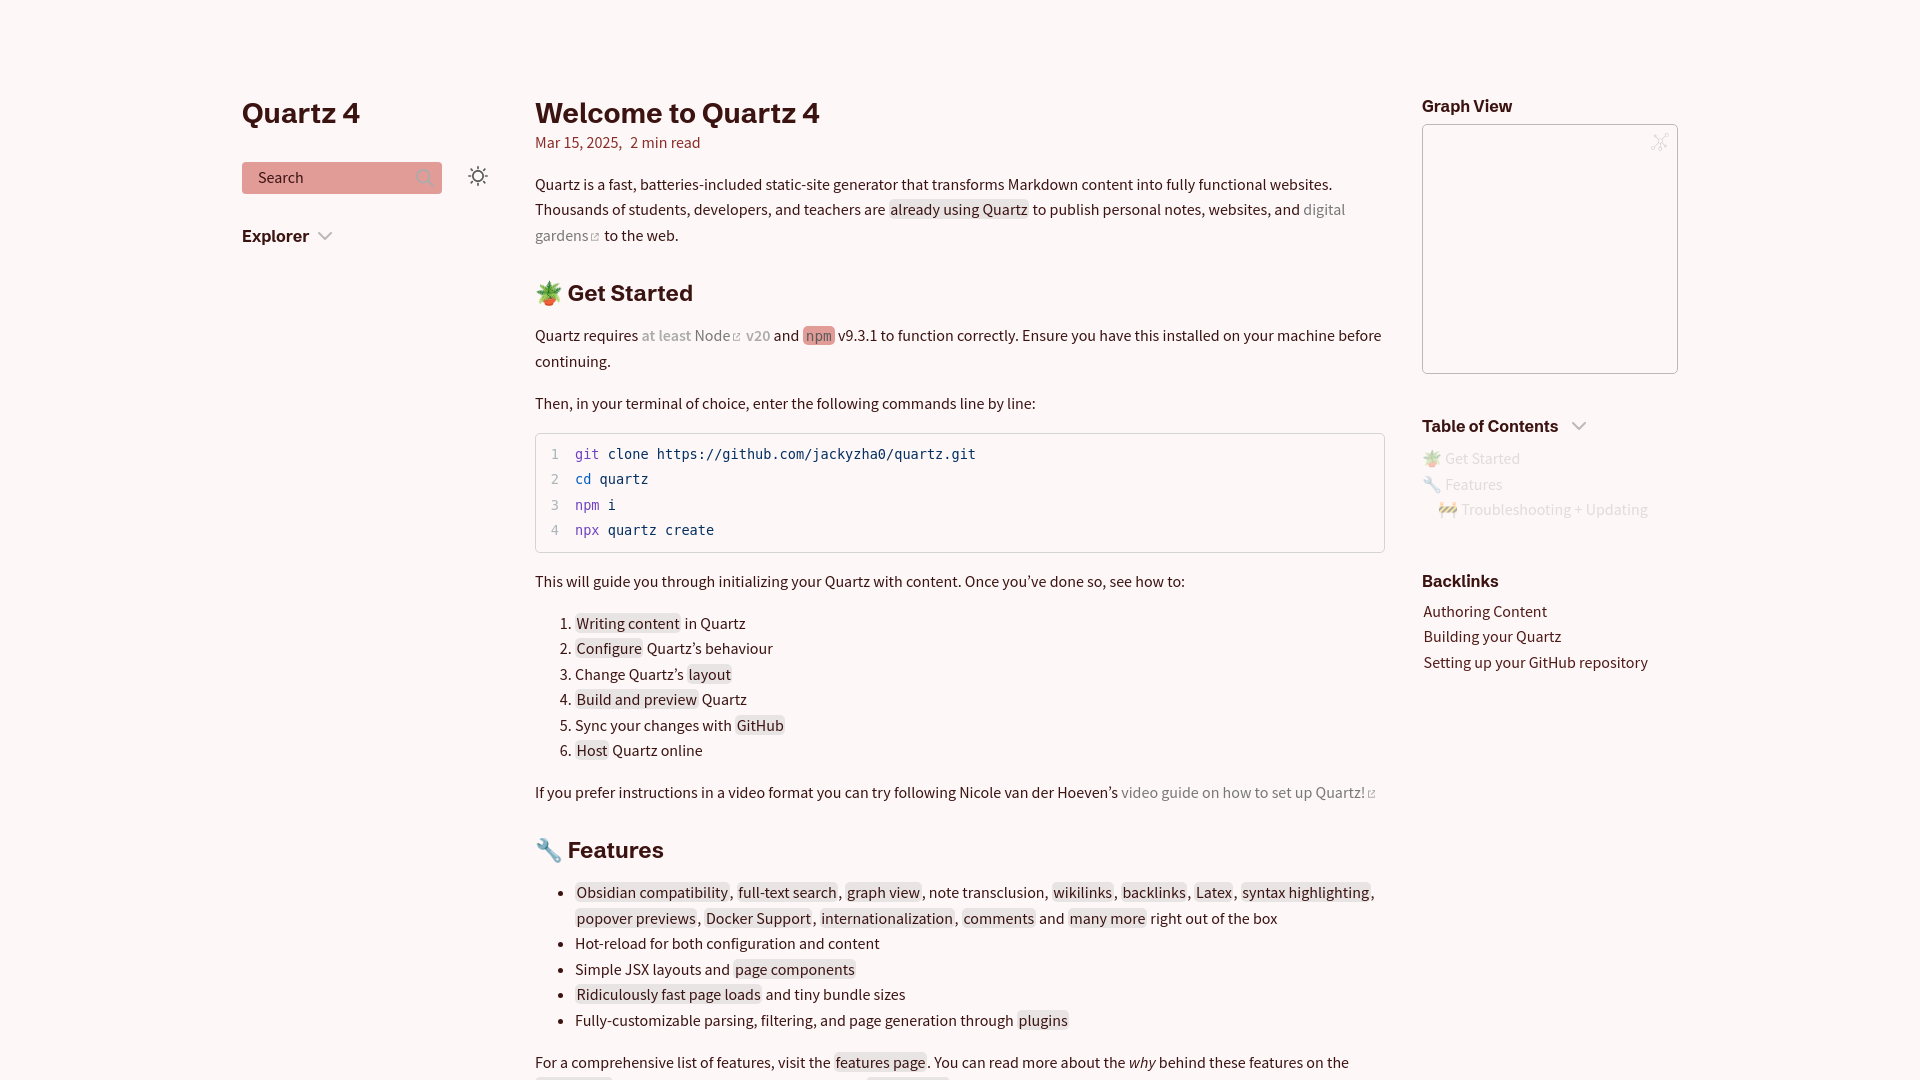 Quartz 4
Search
Explorer
Welcome to Quartz 4
Mar 15, 2025, 2 min read
Quartz is a fast, batteries-included static-site generator that transforms Markdown content into fully functional websites.
Thousands of students, developers, and teachers are already using Quartz to publish personal notes, websites, and digital
gardens to the web.
🪴 Get Started
Quartz requires at least Node v20 and npm v9.3.1 to function correctly. Ensure you have this installed on your machine before
continuing.
Then, in your terminal of choice, enter the following commands line by line:
1 git clone https://github.com/jackyzha0/quartz.git
2 cd quartz
3 npm i
4 npx quartz create
This will guide you through initializing your Quartz with content. Once you’ve done so, see how to:
1. Writing content in Quartz
2. Configure Quartz’s behaviour
3. Change Quartz’s layout
4. Build and preview Quartz
5. Sync your changes with GitHub
6. Host Quartz online
If you prefer instructions in a video format you can try following Nicole van der Hoeven’s video guide on how to set up Quartz!
🔧 Features
• Obsidian compatibility, full-text search, graph view, note transclusion, wikilinks, backlinks, Latex, syntax highlighting,
popover previews, Docker Support, internationalization, comments and many more right out of the box
• Hot-reload for both configuration and content
• Simple JSX layouts and page components
• Ridiculously fast page loads and tiny bundle sizes
• Fully-customizable parsing, filtering, and page generation through plugins
For a comprehensive list of features, visit the features page. You can read more about the why behind these features on the
Graph View
Table of Contents
🪴 Get Started
🔧 Features
🚧 Troubleshooting + Updating
Backlinks
Authoring Content
Building your Quartz
Setting up your GitHub repository